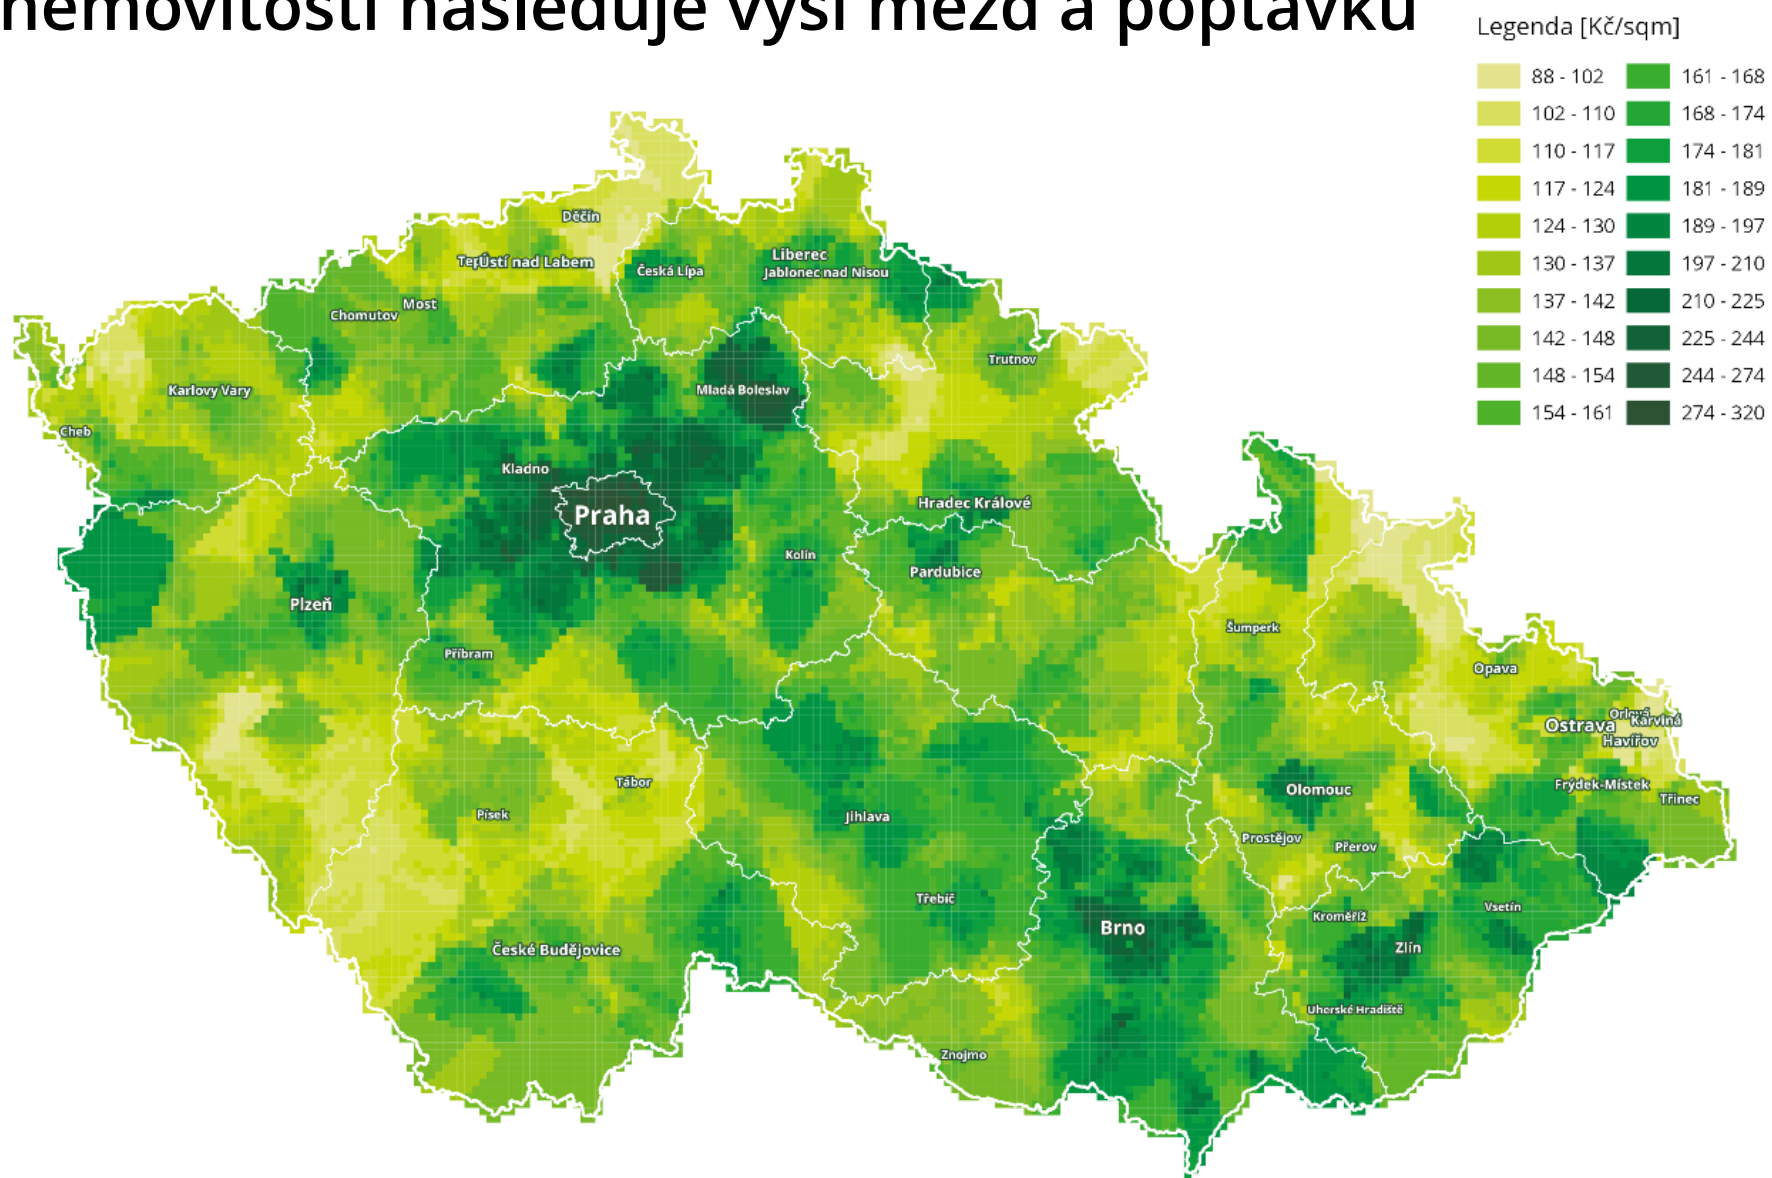 nemovitostí následuje výši mezd a poptávku
Legenda [Kč/sqm]
88 - 102
102 - 110
110 - 117
117 - 124
124 - 130
130 - 137
137 - 142
142 - 148
148 - 154
154 - 161
161 - 168
168 - 174
174 - 181
181 - 189
189 - 197
197 - 210
210 - 225
225 - 244
244 - 274
274 - 320
Děčín
Ústí nad Labem
Česká Lípa
Liberec
Jablonec nad Nisou
Most
Chomutov
Trutnov
Karlovy Vary
Mladá Boleslav
Cheb
Kladno
Hradec Králové
Praha
Kolín
Pardubice
Plzeň
Šumperk
Příbram
Opava
Orlová
Karviná
Ostrava
Havířov
Tábor
Frýdek-Místek
Olomouc
Třinec
Písek
Jihlava
Prostějov
Přerov
Třebíč
Vsetín
Kroměříž
Brno
Zlín
České Budějovice
Uherské Hradiště
Znojmo